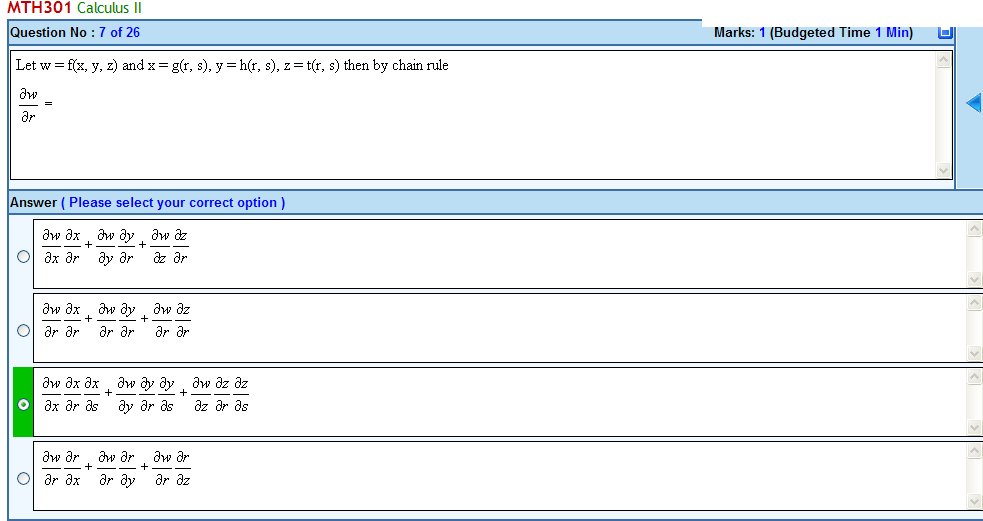 MTH301 Calculus II
Question No : 7 of 26 Marks: 1 (Budgeted Time 1 Min)
Let w = f(x, y, z) and x = g(r, s), y = h(r, s), z = t(r, s) then by chain rule
∂w/∂r =
Answer ( Please select your correct option )
∂w/∂x ∂x/∂r + ∂w/∂y ∂y/∂r + ∂w/∂z ∂z/∂r
∂w/∂r ∂x/∂r + ∂w/∂r ∂y/∂r + ∂w/∂r ∂z/∂r
∂w/∂x ∂x/∂r ∂x/∂s + ∂w/∂y ∂y/∂r ∂y/∂s + ∂w/∂z ∂z/∂r ∂z/∂s
∂w/∂r ∂r/∂x + ∂w/∂r ∂r/∂y + ∂w/∂r ∂r/∂z